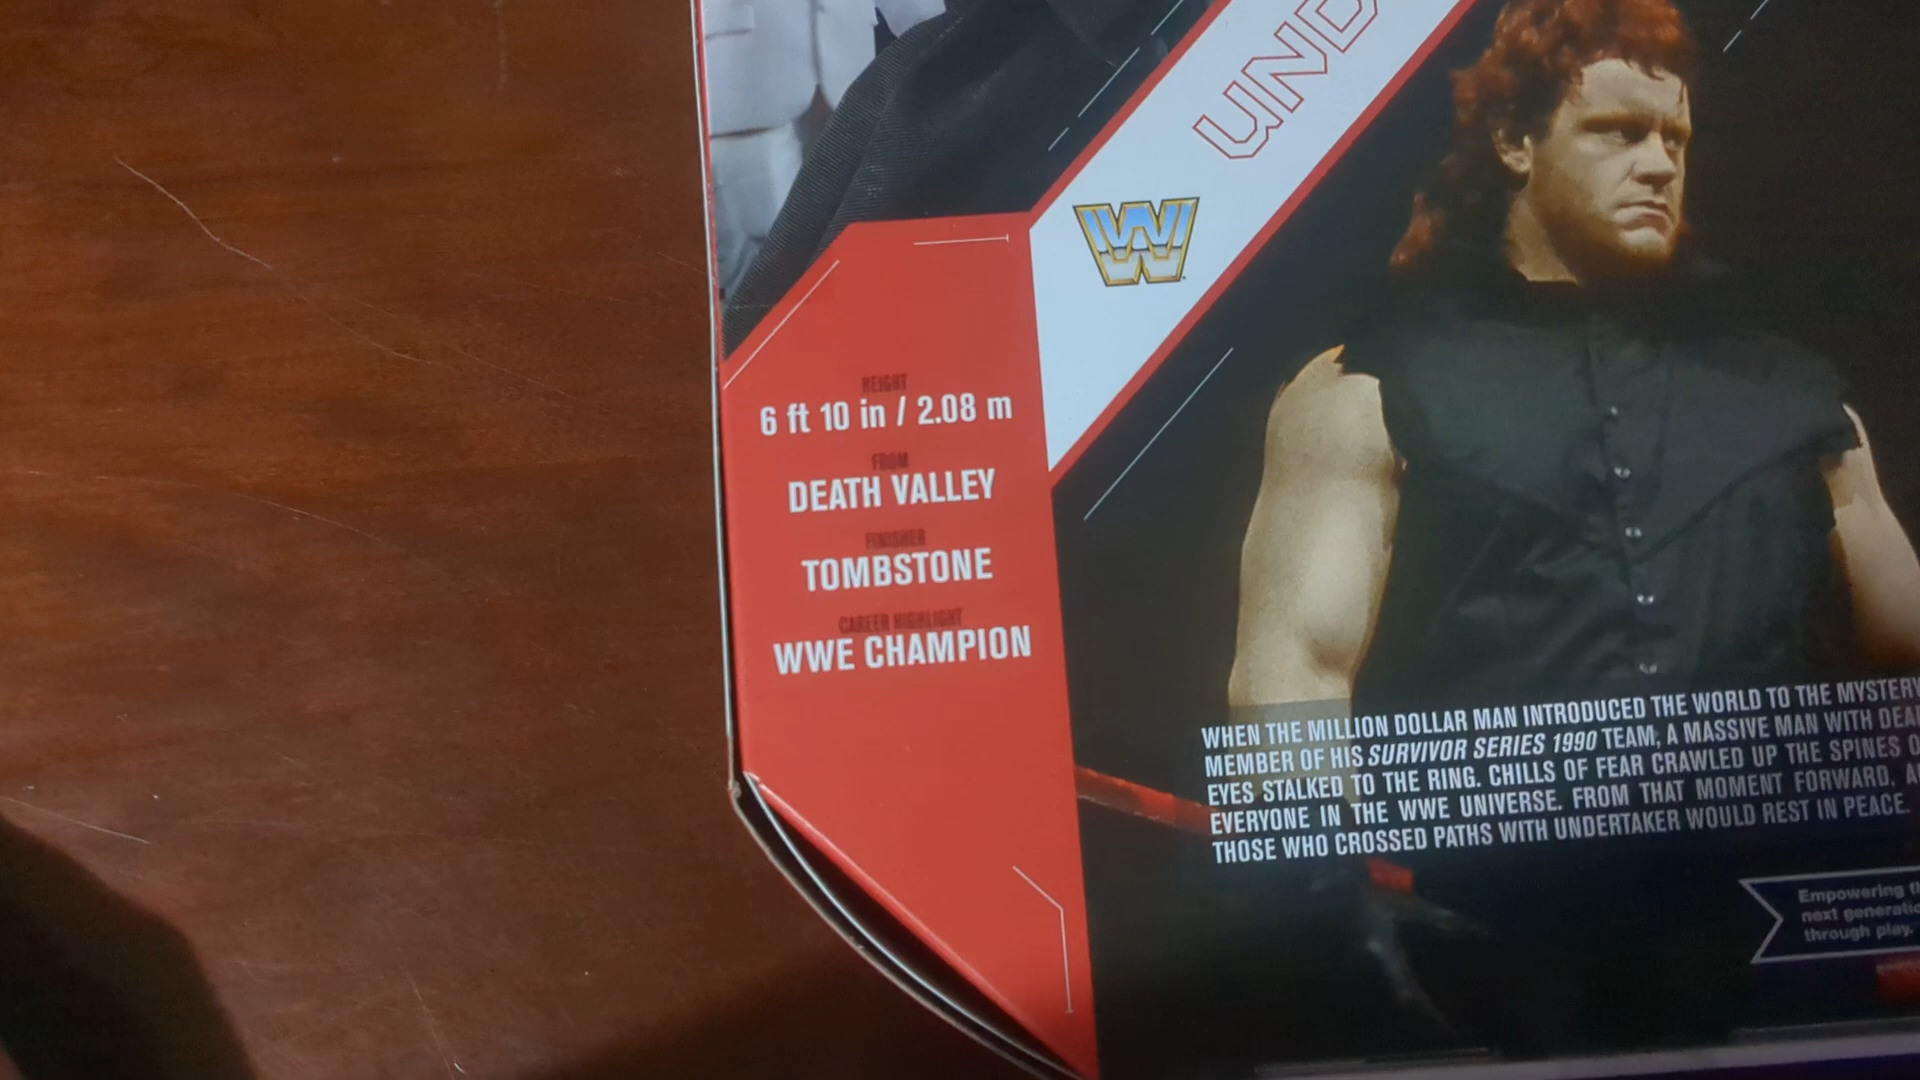 UND
HEIGHT
6 ft 10 in / 2.08 m
FROM
DEATH VALLEY
FINISHER
TOMBSTONE
CAREER HIGHLIGHT
WWE CHAMPION
WHEN THE MILLION DOLLAR MAN INTRODUCED THE WORLD TO THE MYSTERY
MEMBER OF HIS SURVIVOR SERIES 1990 TEAM, A MASSIVE MAN WITH DEA
EYES STALKED TO THE RING. CHILLS OF FEAR CRAWLED UP THE SPINES O
EVERYONE IN THE WWE UNIVERSE. FROM THAT MOMENT FORWARD, A
THOSE WHO CROSSED PATHS WITH UNDERTAKER WOULD REST IN PEACE.
Empowering th
next generatio
through play.